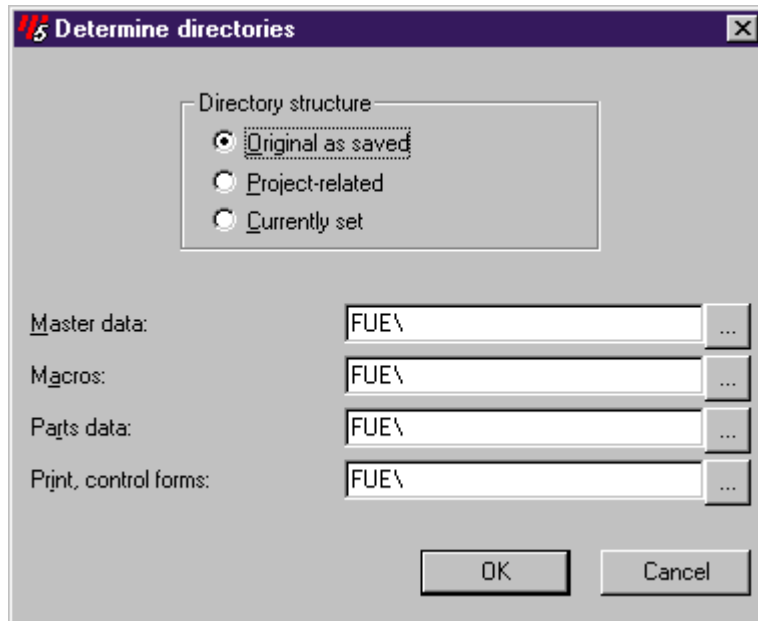 5 Determine directories
Directory structure
Original as saved
Project-related
Currently set
Master data: FUE\ ...
Macros: FUE\ ...
Parts data: FUE\ ...
Print, control forms: FUE\ ...
OK Cancel